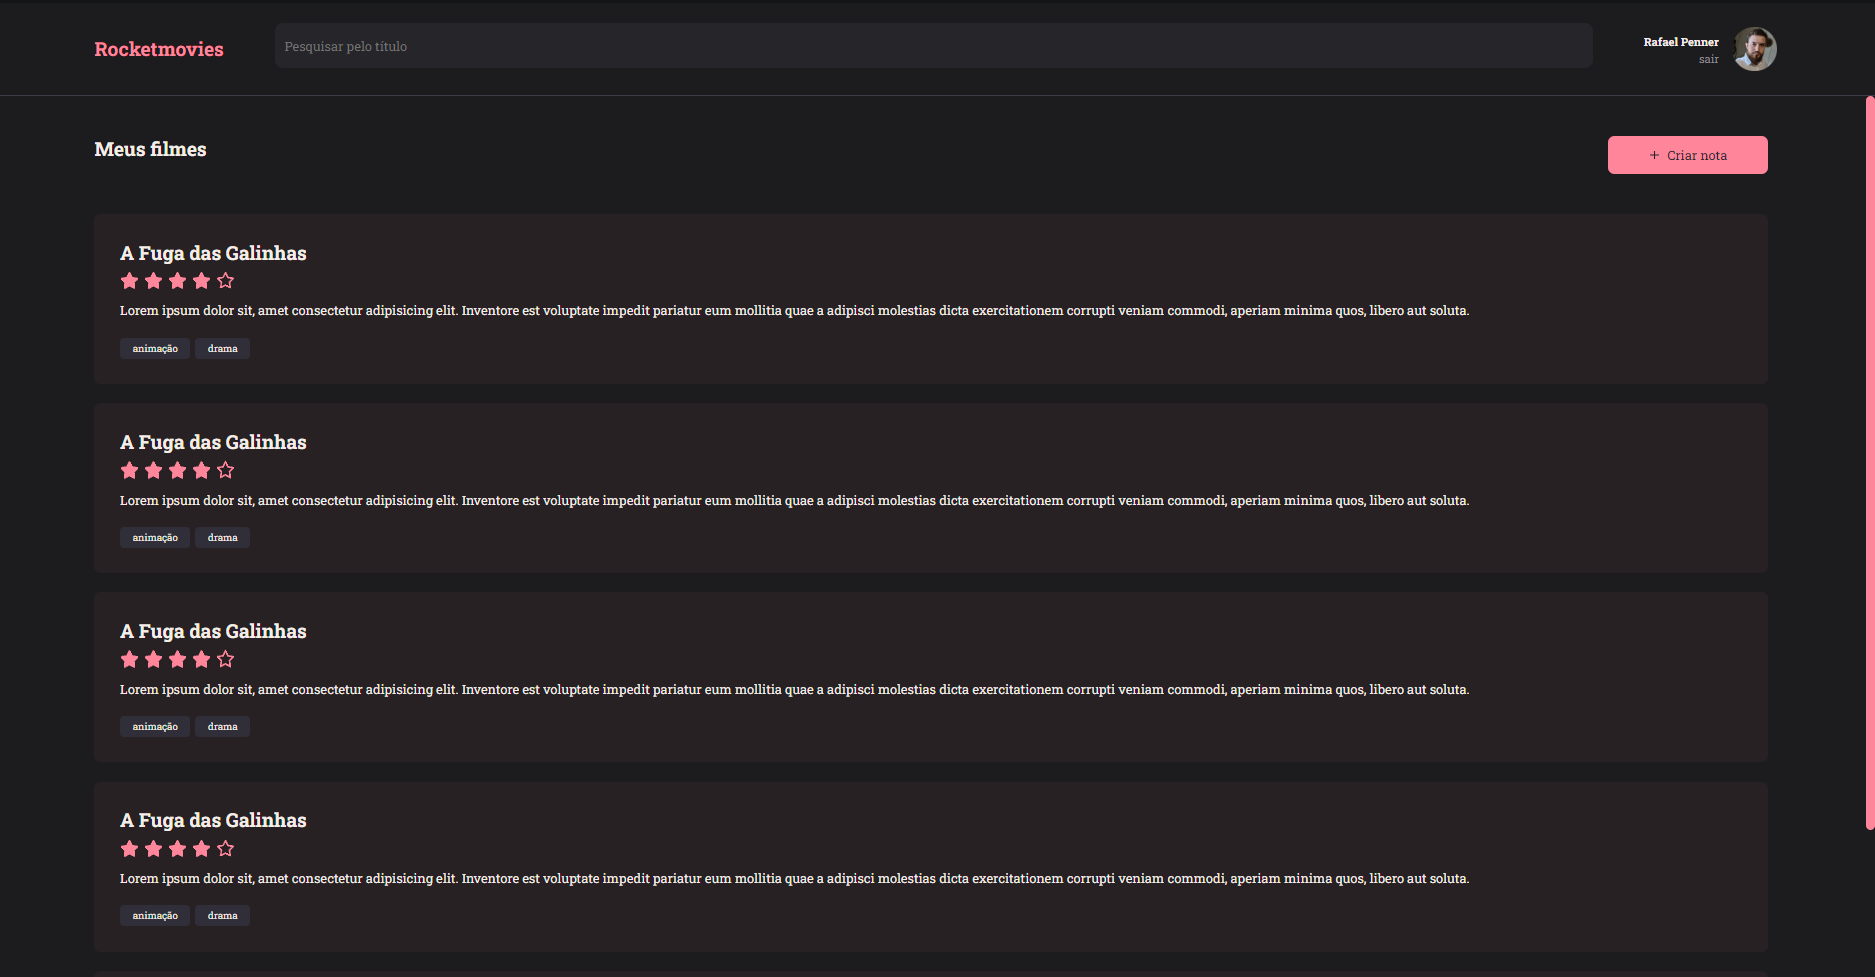 Rocketmovies
Pesquisar pelo título
Rafael Penner
sair
Meus filmes
+ Criar nota
A Fuga das Galinhas
Lorem ipsum dolor sit, amet consectetur adipisicing elit. Inventore est voluptate impedit pariatur eum mollitia quae a adipisci molestias dicta exercitationem corrupti veniam commodi, aperiam minima quos, libero aut soluta.
animação drama
A Fuga das Galinhas
Lorem ipsum dolor sit, amet consectetur adipisicing elit. Inventore est voluptate impedit pariatur eum mollitia quae a adipisci molestias dicta exercitationem corrupti veniam commodi, aperiam minima quos, libero aut soluta.
animação drama
A Fuga das Galinhas
Lorem ipsum dolor sit, amet consectetur adipisicing elit. Inventore est voluptate impedit pariatur eum mollitia quae a adipisci molestias dicta exercitationem corrupti veniam commodi, aperiam minima quos, libero aut soluta.
animação drama
A Fuga das Galinhas
Lorem ipsum dolor sit, amet consectetur adipisicing elit. Inventore est voluptate impedit pariatur eum mollitia quae a adipisci molestias dicta exercitationem corrupti veniam commodi, aperiam minima quos, libero aut soluta.
animação drama